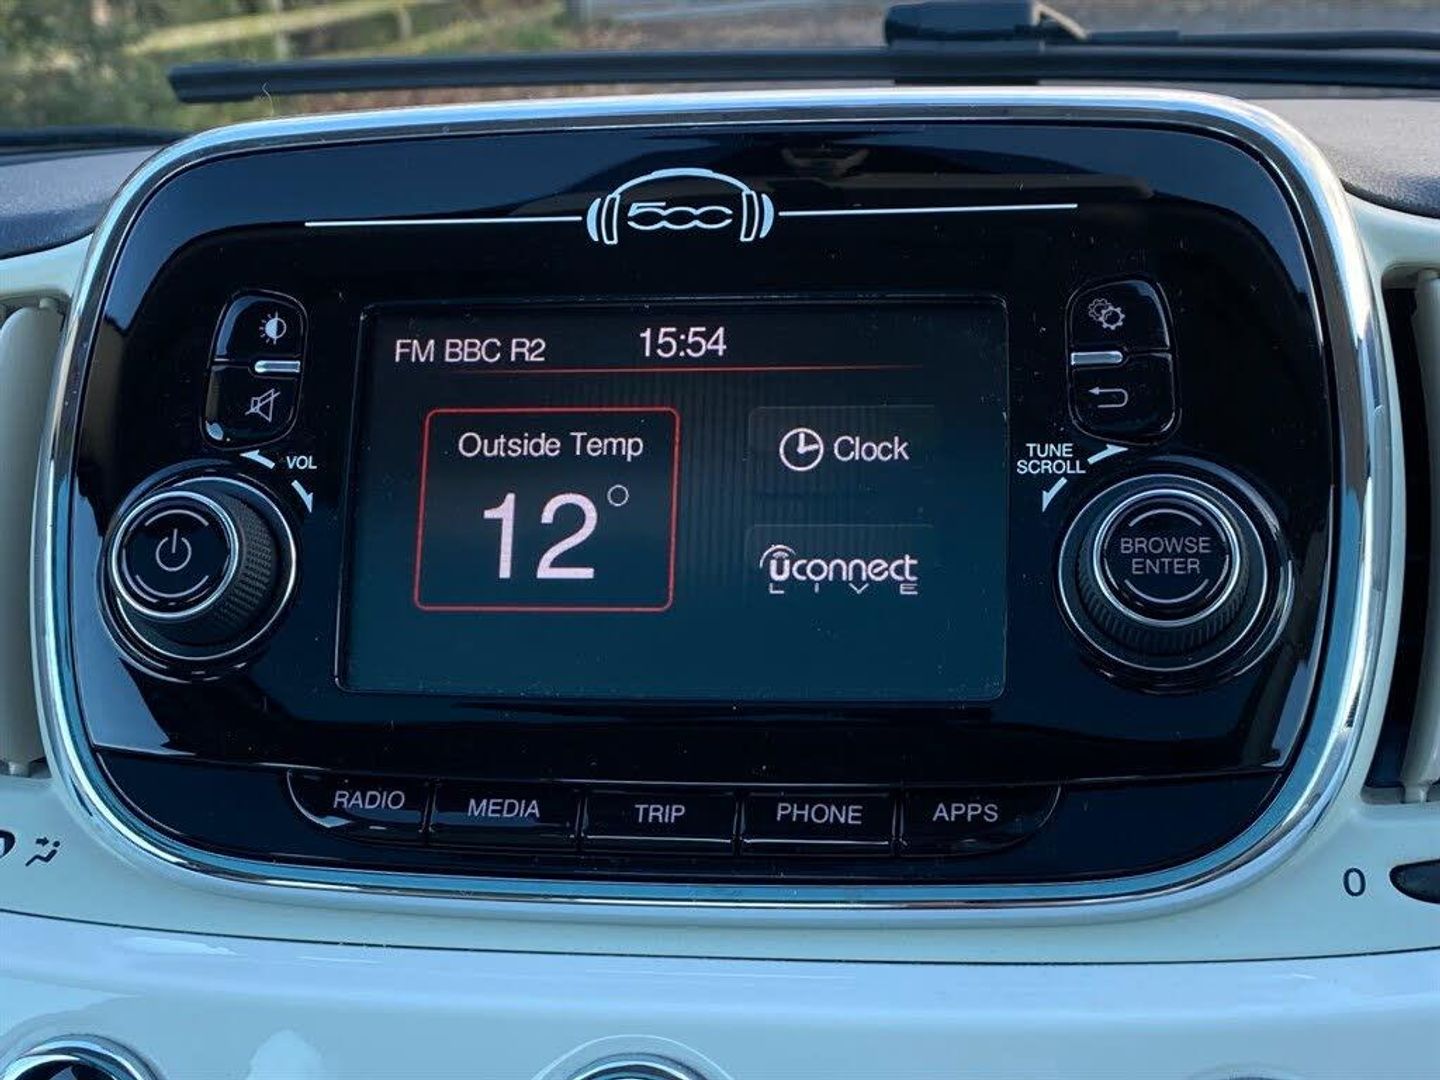 500
FM BBC R2
15:54
VOL
TUNE
SCROLL
Outside Temp
12°
Clock
uconnect
LIVE
BROWSE
ENTER
RADIO
MEDIA
TRIP
PHONE
APPS
0